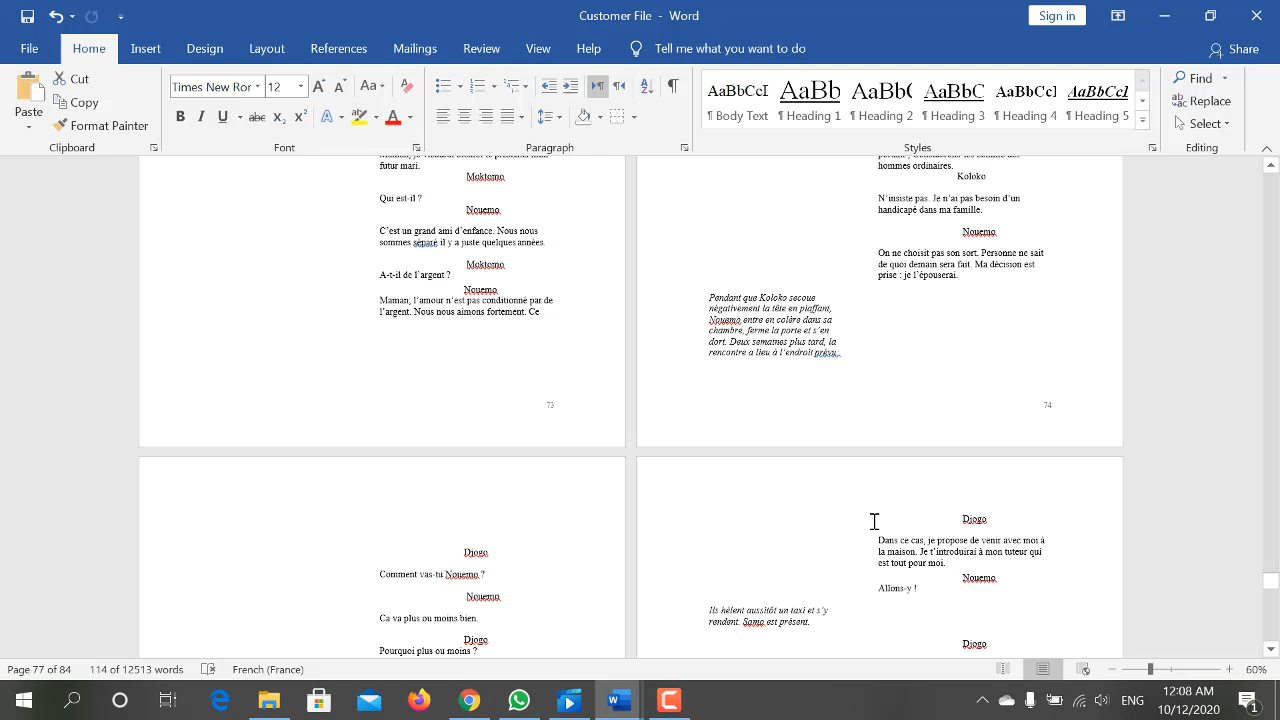 Customer File - Word
Sign in
File Home Insert Design Layout References Mailings Review View Help Tell me what you want to do Share
Paste
Cut
Copy
Format Painter
Clipboard
Times New Ror 12
Font
Paragraph
AaBbCcI AaBb AaBb( AaBbC AaBbCc] AaBbCcI
¶ Body Text ¶ Heading 1 ¶ Heading 2 ¶ Heading 3 ¶ Heading 4 ¶ Heading 5
Styles
Find
Replace
Select
Editing
futur mari.
Moktomo
Qui est-il ?
Nouemo
C'est un grand ami d'enfance. Nous nous
sommes séparé il y a juste quelques années.
Moktomo
A-t-il de l'argent ?
Nouemo
Maman, l'amour n'est pas conditionné par de
l'argent. Nous nous aimons fortement. Ce
73
hommes ordinaires.
Koloko
N'insiste pas. Je n'ai pas besoin d'un
handicapé dans ma famille.
Nouemo
On ne choisit pas son sort. Personne ne sait
de quoi demain sera fait. Ma décision est
prise : je l'épouserai.
Pendant que Koloko secoue
négativement la tête en piaffant,
Nouemo entre en colère dans sa
chambre, ferme la porte et s'en
dort. Deux semaines plus tard, la
rencontre a lieu à l'endroit prévu.
74
Djogo
Comment vas-tu Nouemo ?
Nouemo
Ca va plus ou moins bien.
Djogo
Pourquoi plus ou moins ?
Djogo
Dans ce cas, je propose de venir avec moi à
la maison. Je t'introduirai à mon tuteur qui
est tout pour moi.
Nouemo
Allons-y !
Ils hèlent aussitôt un taxi et s'y
rendent. Samo est présent.
Djogo
Page 77 of 84 114 of 12513 words French (France) 60%
ENG
12:08 AM
10/12/2020
1